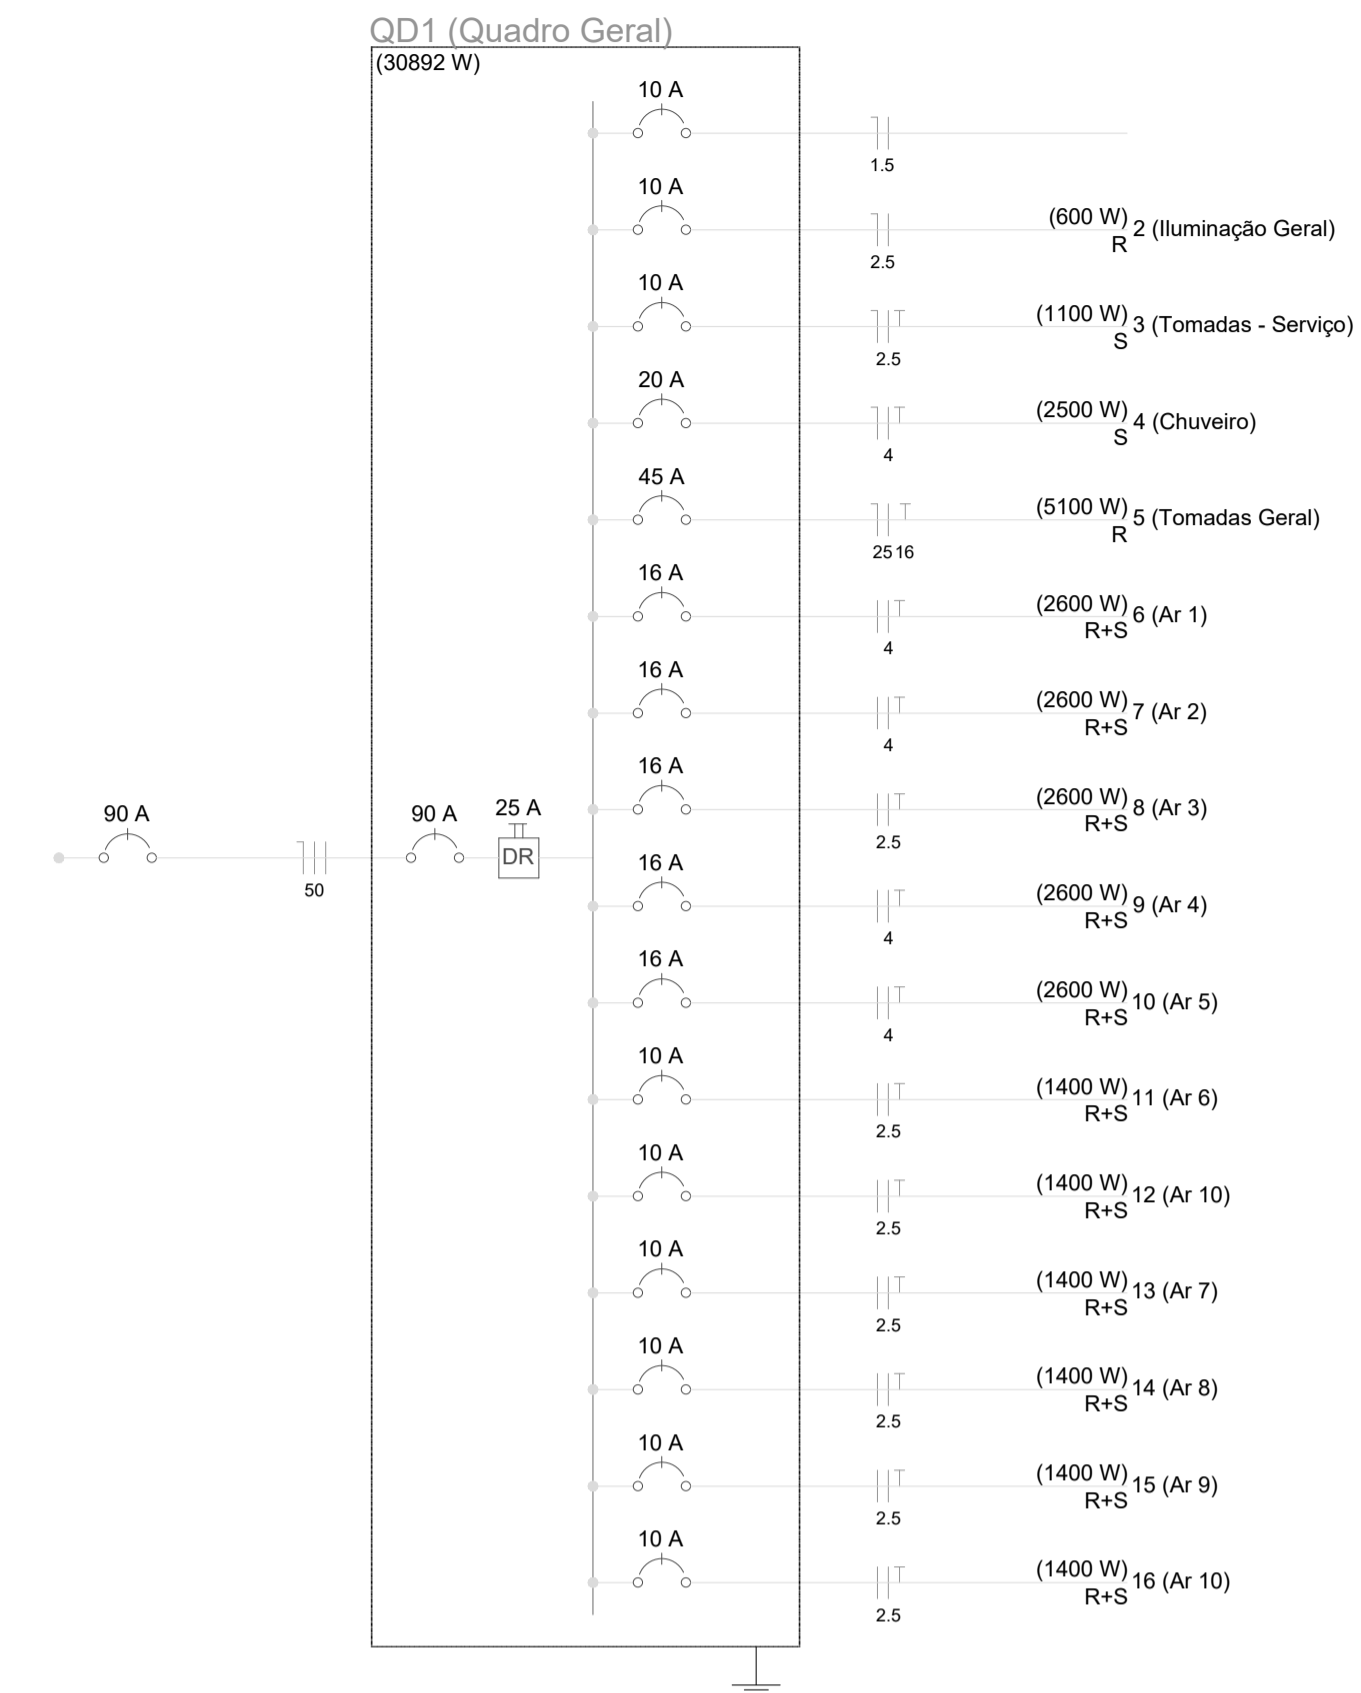 QD1 (Quadro Geral)
(30892 W)
10 A
1.5
10 A
(600 W)
R
2 (Iluminação Geral)
2.5
10 A
(1100 W)
S
3 (Tomadas - Serviço)
2.5
20 A
(2500 W)
S
4 (Chuveiro)
4
45 A
(5100 W)
R
5 (Tomadas Geral)
25 16
16 A
(2600 W)
R+S
6 (Ar 1)
4
16 A
(2600 W)
R+S
7 (Ar 2)
4
16 A
(2600 W)
R+S
8 (Ar 3)
2.5
90 A
50
90 A
25 A
DR
16 A
(2600 W)
R+S
9 (Ar 4)
4
16 A
(2600 W)
R+S
10 (Ar 5)
4
10 A
(1400 W)
R+S
11 (Ar 6)
2.5
10 A
(1400 W)
R+S
12 (Ar 10)
2.5
10 A
(1400 W)
R+S
13 (Ar 7)
2.5
10 A
(1400 W)
R+S
14 (Ar 8)
2.5
10 A
(1400 W)
R+S
15 (Ar 9)
2.5
10 A
(1400 W)
R+S
16 (Ar 10)
2.5